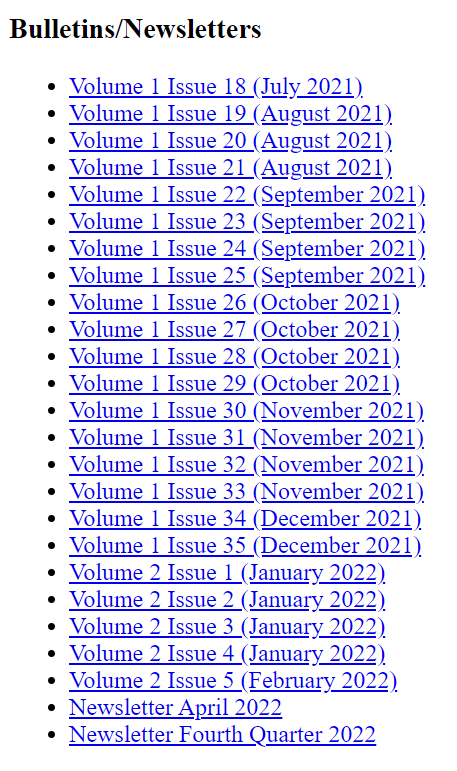 Bulletins/Newsletters
Volume 1 Issue 18 (July 2021)
Volume 1 Issue 19 (August 2021)
Volume 1 Issue 20 (August 2021)
Volume 1 Issue 21 (August 2021)
Volume 1 Issue 22 (September 2021)
Volume 1 Issue 23 (September 2021)
Volume 1 Issue 24 (September 2021)
Volume 1 Issue 25 (September 2021)
Volume 1 Issue 26 (October 2021)
Volume 1 Issue 27 (October 2021)
Volume 1 Issue 28 (October 2021)
Volume 1 Issue 29 (October 2021)
Volume 1 Issue 30 (November 2021)
Volume 1 Issue 31 (November 2021)
Volume 1 Issue 32 (November 2021)
Volume 1 Issue 33 (November 2021)
Volume 1 Issue 34 (December 2021)
Volume 1 Issue 35 (December 2021)
Volume 2 Issue 1 (January 2022)
Volume 2 Issue 2 (January 2022)
Volume 2 Issue 3 (January 2022)
Volume 2 Issue 4 (January 2022)
Volume 2 Issue 5 (February 2022)
Newsletter April 2022
Newsletter Fourth Quarter 2022